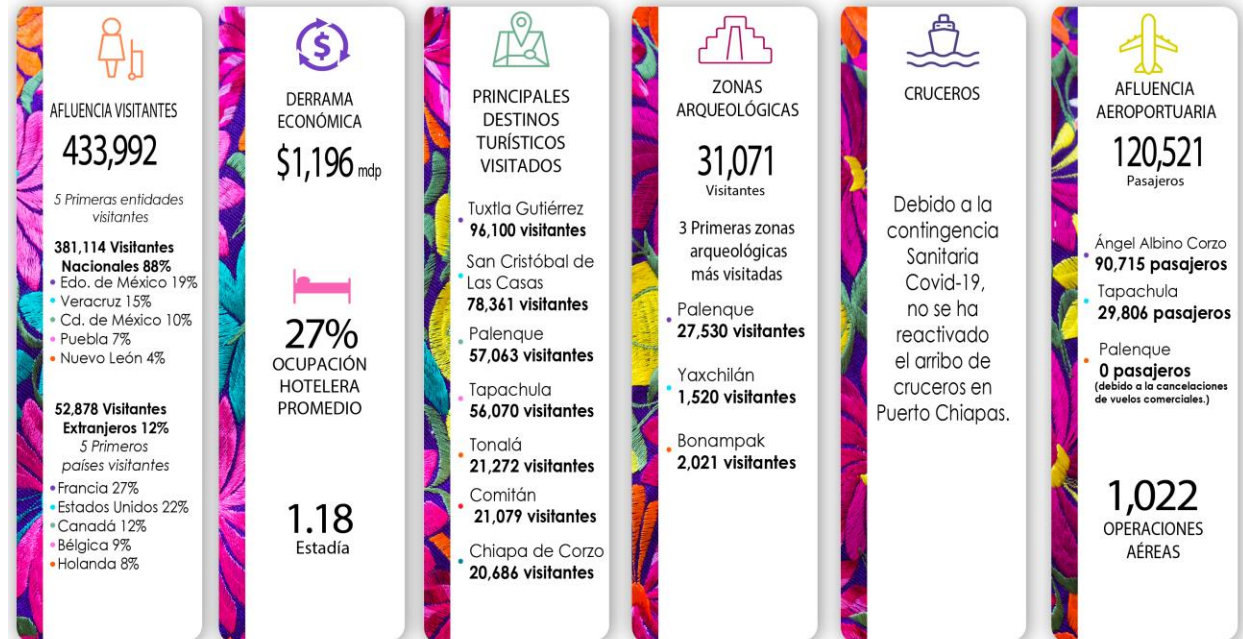 AFLUENCIA VISITANTES
433,992
5 Primeras entidades
visitantes
381,114 Visitantes
Nacionales 88%
• Edo. de México 19%
• Veracruz 15%
• Cd. de México 10%
• Puebla 7%
• Nuevo León 4%
52,878 Visitantes
Extranjeros 12%
5 Primeros
países visitantes
• Francia 27%
• Estados Unidos 22%
• Canadá 12%
• Bélgica 9%
• Holanda 8%
$
DERRAMA
ECONÓMICA
$1,196 mdp
27%
OCUPACIÓN
HOTELERA
PROMEDIO
1.18
Estadía
PRINCIPALES
DESTINOS
TURÍSTICOS
VISITADOS
• Tuxtla Gutiérrez
96,100 visitantes
• San Cristóbal de
Las Casas
78,361 visitantes
• Palenque
57,063 visitantes
• Tapachula
56,070 visitantes
• Tonalá
21,272 visitantes
• Comitán
21,079 visitantes
• Chiapa de Corzo
20,686 visitantes
ZONAS
ARQUEOLÓGICAS
31,071
Visitantes
3 Primeras zonas
arqueológicas
más visitadas
• Palenque
27,530 visitantes
• Yaxchilán
1,520 visitantes
• Bonampak
2,021 visitantes
CRUCEROS
Debido a la
contingencia
Sanitaria
Covid-19,
no se ha
reactivado
el arribo de
cruceros en
Puerto Chiapas.
AFLUENCIA
AEROPORTUARIA
120,521
Pasajeros
• Ángel Albino Corzo
90,715 pasajeros
• Tapachula
29,806 pasajeros
• Palenque
0 pasajeros
(debido a la cancelaciones
de vuelos comerciales.)
1,022
OPERACIONES
AÉREAS